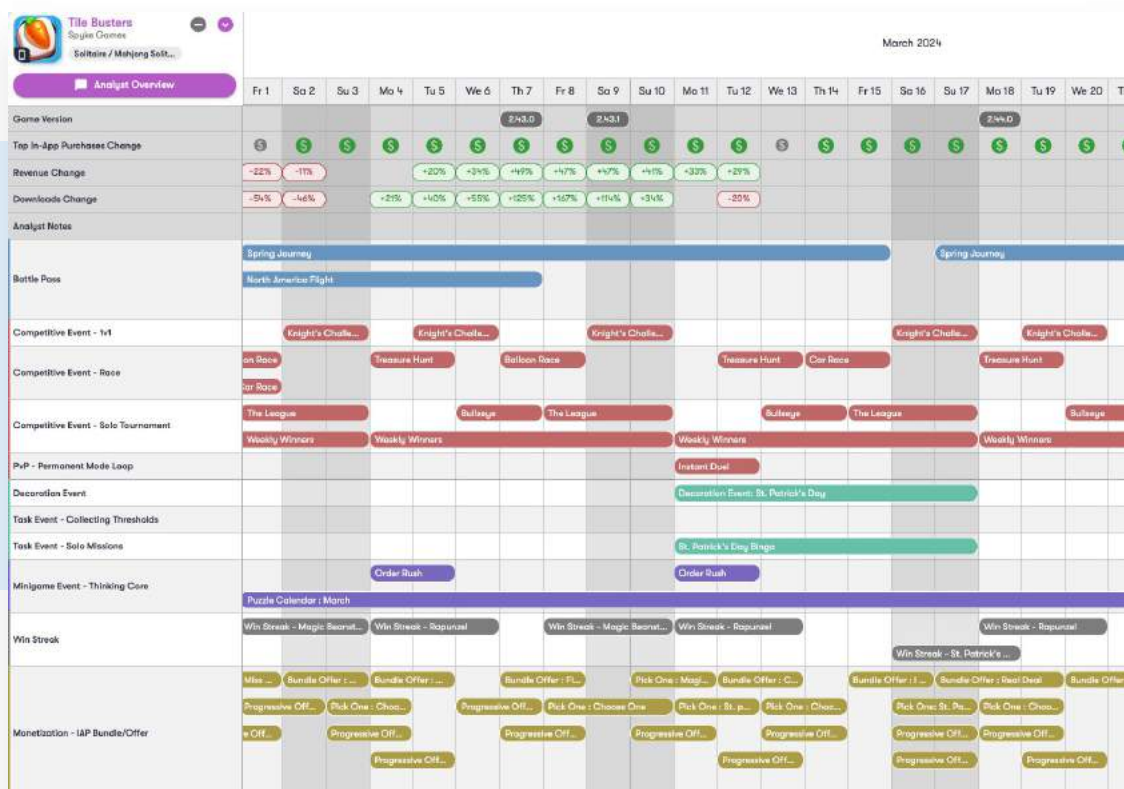 Tile Busters
Spyke Games
Solitaire / Mahjong Solit...
Analyst Overview
March 2024
Fr 1 Sa 2 Su 3 Mo 4 Tu 5 We 6 Th 7 Fr 8 Sa 9 Su 10 Mo 11 Tu 12 We 13 Th 14 Fr 15 Sa 16 Su 17 Mo 18 Tu 19 We 20 T
Game Version 2.43.0 2.43.1 2.44.0
Top In-App Purchases Change
Revenue Change -22% -11% +20% +34% +49% +47% +47% +41% +33% +29%
Downloads Change -54% -46% +21% +40% +55% +125% +167% +114% +34% -20%
Analyst Notes
Spring Journey Spring Journey
Battle Pass
North America Flight
Competitive Event - 1v1 Knight's Challe... Knight's Challe... Knight's Challe... Knight's Challe... Knight's Challe...
on Race Treasure Hunt Balloon Race Treasure Hunt Car Race Treasure Hunt
Competitive Event - Race
Car Race
The League Bullseye The League Bullseye The League Bullseye
Competitive Event - Solo Tournament
Weekly Winners Weekly Winners Weekly Winners Weekly Winners
PvP - Permanent Mode Loop Instant Duel
Decoration Event Decoration Event: St. Patrick's Day
Task Event - Collecting Thresholds
Task Event - Solo Missions St. Patrick's Day Bingo
Order Rush Order Rush
Minigame Event - Thinking Core
Puzzle Calendar : March
Win Streak - Magic Beanst... Win Streak - Rapunzel Win Streak - Magic Beanst... Win Streak - Rapunzel Win Streak - Rapunzel
Win Streak
Win Streak - St. Patrick's ...
Miss ... Bundle Offer : ... Bundle Offer : ... Bundle Offer : Fl... Pick One : Magi... Bundle Offer : C... Bundle Offer : I ... Bundle Offer : Real Deal Bundle Offer
Progressive Off... Pick One : Choo... Progressive Off... Pick One : Choose One Pick One : St. p... Pick One : Choo... Pick One: St. Pa... Pick One : Choo...
Monetization - IAP Bundle/Offer
e Off... Progressive Off... Progressive Off... Progressive Off... Progressive Off... Progressive Off... Progressive Off...
Progressive Off... Progressive Off... Progressive Off... Progressive Off...